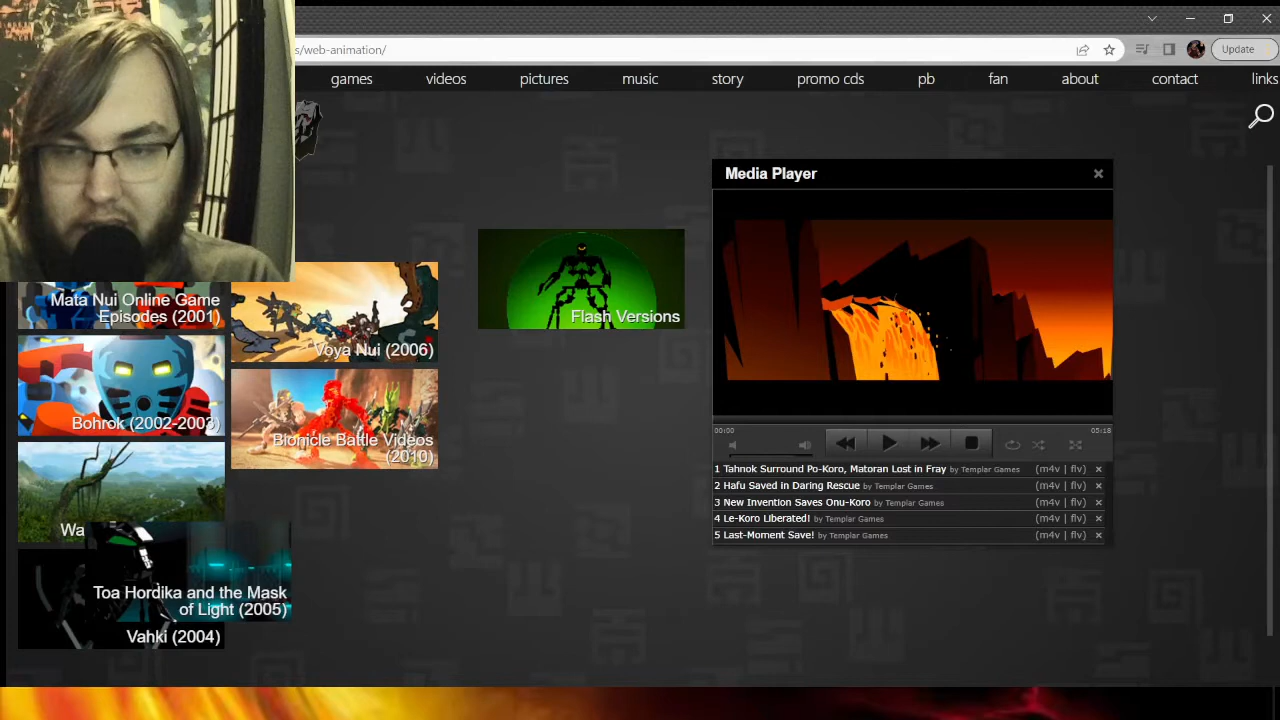 s/web-animation/
Update
games videos pictures music story promo cds pb fan about contact links
Media Player
Mata Nui Online Game
Episodes (2001)
Voya Nui (2006)
Flash Versions
Bohrok (2002-2003)
Bionicle Battle Videos
(2010)
Wa
Toa Hordika and the Mask
of Light (2005)
Vahki (2004)
00:00 05:18
1 Tahnok Surround Po-Koro, Matoran Lost in Fray by Templar Games (m4v | flv)
2 Hafu Saved in Daring Rescue by Templar Games (m4v | flv)
3 New Invention Saves Onu-Koro by Templar Games (m4v | flv)
4 Le-Koro Liberated! by Templar Games (m4v | flv)
5 Last-Moment Save! by Templar Games (m4v | flv)